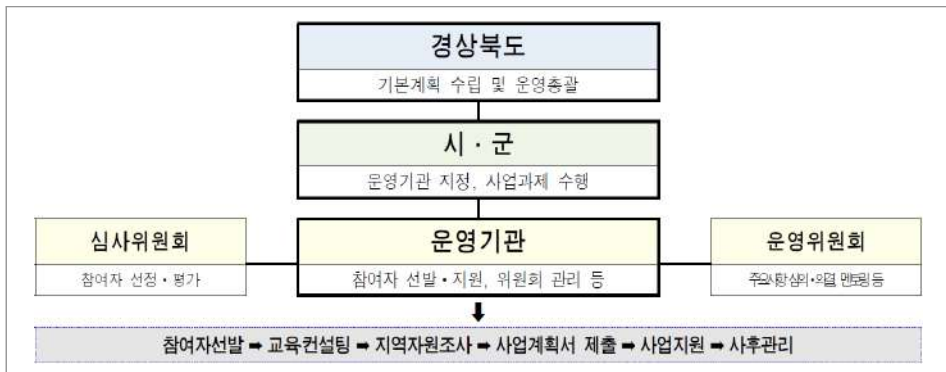 경상북도
기본계획 수립 및 운영총괄
시 · 군
운영기관 지정, 사업과제 수행
심사위원회
참여자 선정·평가
운영기관
참여자 선발·지원, 위원회 관리 등
운영위원회
주요사항 심의·의결, 멘토링 등
참여자선발 ➡ 교육컨설팅 ➡ 지역자원조사 ➡ 사업계획서 제출 ➡ 사업지원 ➡ 사후관리